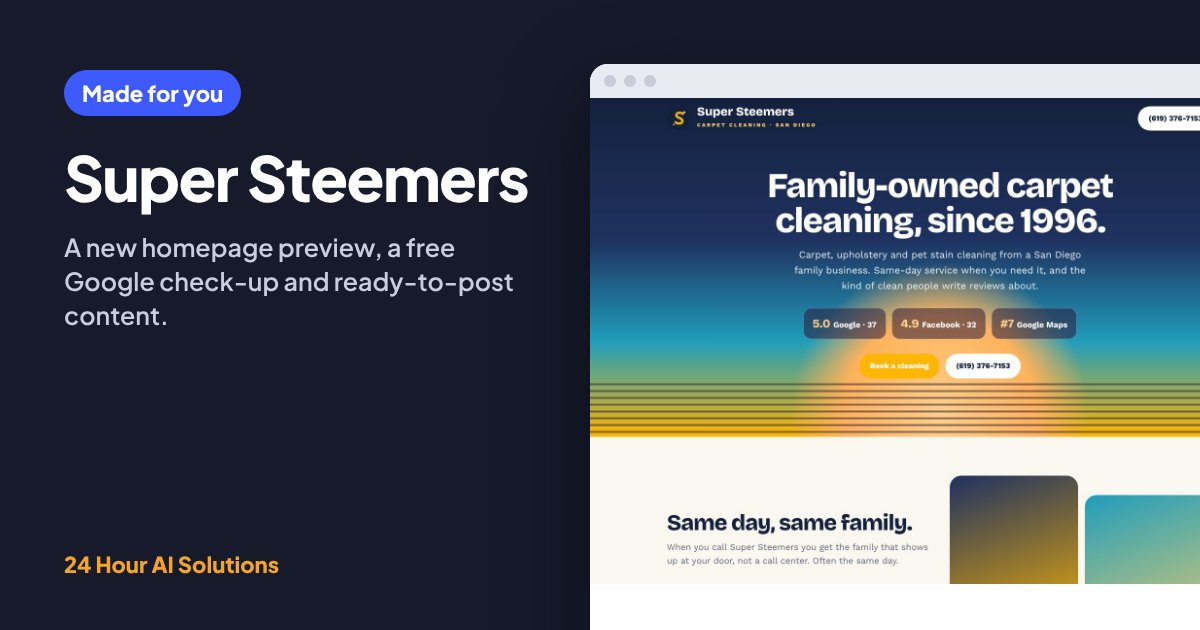 Made for you
Super Steemers
A new homepage preview, a free
Google check-up and ready-to-post
content.
24 Hour AI Solutions
S
Super Steemers
CARPET CLEANING · SAN DIEGO
(619) 376-7153
Family-owned carpet
cleaning, since 1996.
Carpet, upholstery and pet stain cleaning from a San Diego
family business. Same-day service when you need it, and the
kind of clean people write reviews about.
5.0 Google · 37
4.9 Facebook · 32
#7 Google Maps
Book a cleaning
(619) 376-7153
Same day, same family.
When you call Super Steemers you get the family that shows
up at your door, not a call center. Often the same day.